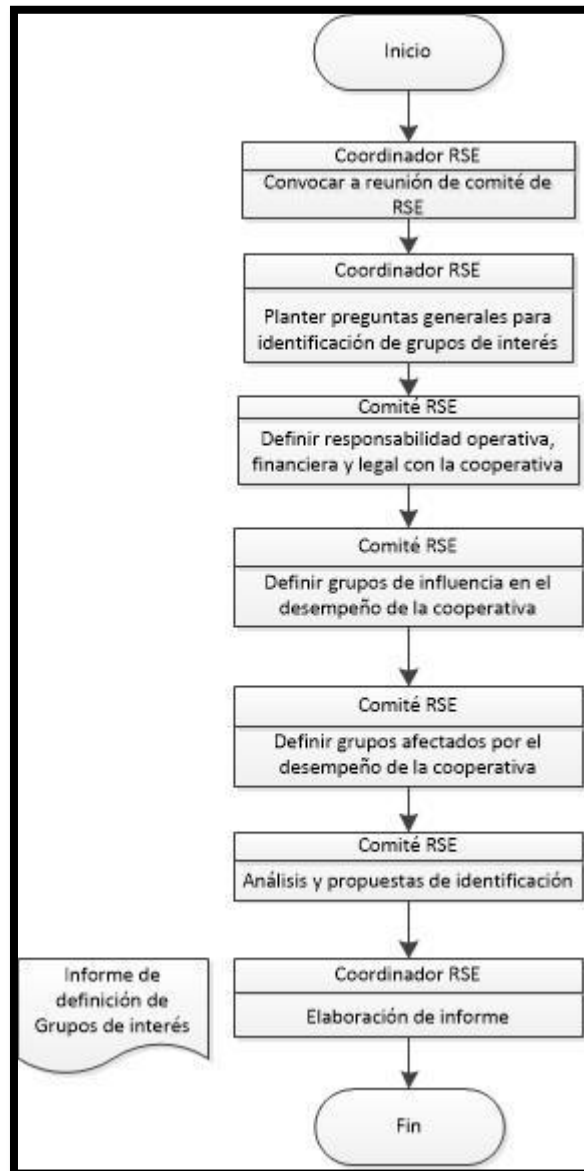 Inicio
Coordinador RSE
Convocar a reunión de comité de
RSE
Coordinador RSE
Planter preguntas generales para
identificación de grupos de interés
Comité RSE
Definir responsabilidad operativa,
financiera y legal con la cooperativa
Comité RSE
Definir grupos de influencia en el
desempeño de la cooperativa
Comité RSE
Definir grupos afectados por el
desempeño de la cooperativa
Comité RSE
Análisis y propuestas de identificación
Informe de
definición de
Grupos de interés
Coordinador RSE
Elaboración de informe
Fin